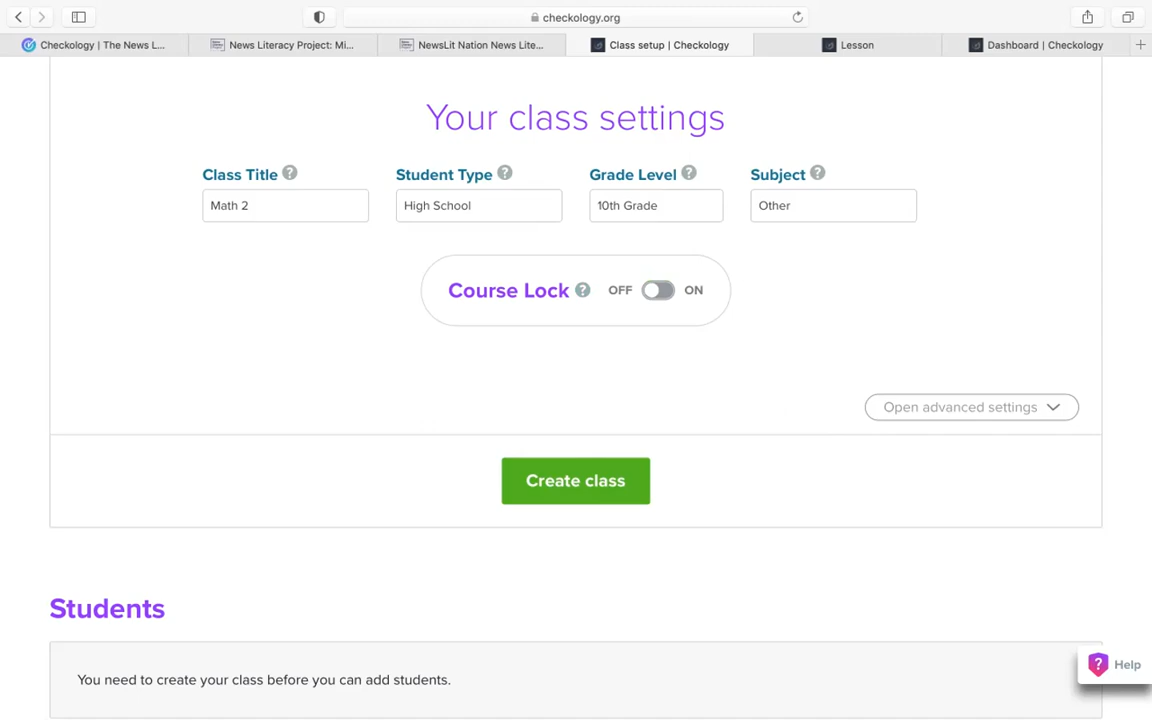 checkology.org
Checkology | The News L...
News Literacy Project: Mi...
NewsLit Nation News Lite...
Class setup | Checkology
Lesson
Dashboard | Checkology
Your class settings
Class Title ?
Student Type ?
Grade Level ?
Subject ?
Math 2
High School
10th Grade
Other
Course Lock ? OFF ON
Open advanced settings
Create class
Students
? Help
You need to create your class before you can add students.